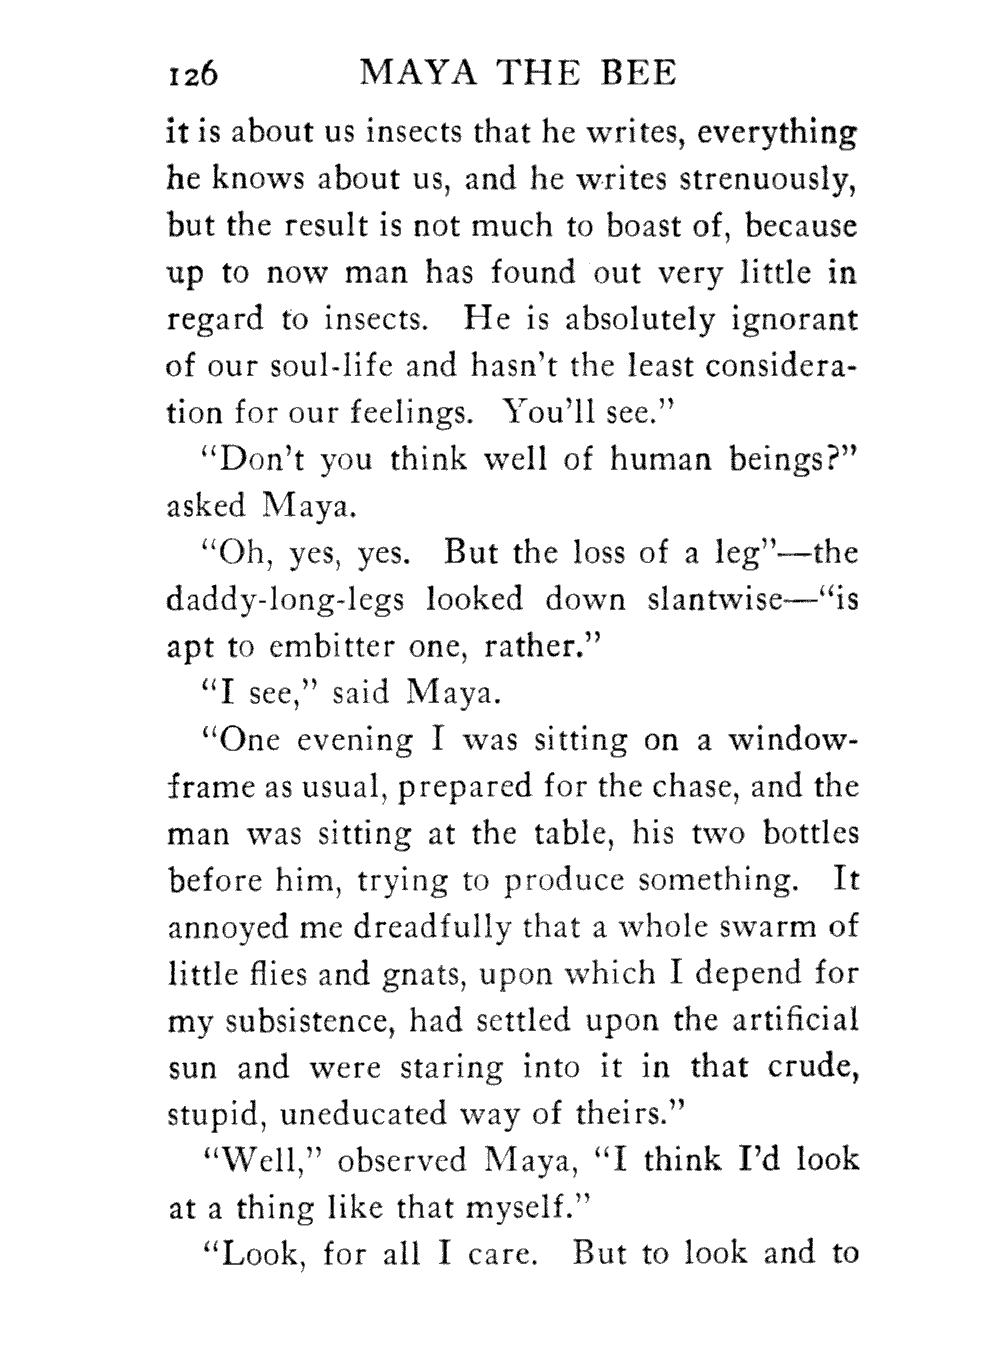 126 MAYA THE BEE
it is about us insects that he writes, everything
he knows about us, and he writes strenuously,
but the result is not much to boast of, because
up to now man has found out very little in
regard to insects. He is absolutely ignorant
of our soul-life and hasn't the least considera-
tion for our feelings. You'll see."
"Don't you think well of human beings?"
asked Maya.
"Oh, yes, yes. But the loss of a leg"—the
daddy-long-legs looked down slantwise—"is
apt to embitter one, rather."
"I see," said Maya.
"One evening I was sitting on a window-
frame as usual, prepared for the chase, and the
man was sitting at the table, his two bottles
before him, trying to produce something. It
annoyed me dreadfully that a whole swarm of
little flies and gnats, upon which I depend for
my subsistence, had settled upon the artificial
sun and were staring into it in that crude,
stupid, uneducated way of theirs."
"Well," observed Maya, "I think I'd look
at a thing like that myself."
"Look, for all I care. But to look and to